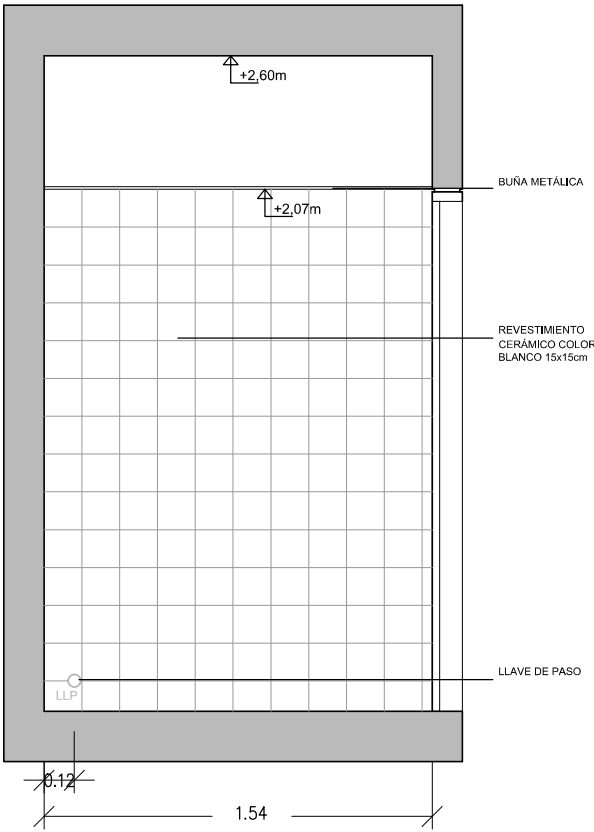 +2,60m
BUÑA METÁLICA
+2,07m
REVESTIMIENTO
CERÁMICO COLOR
BLANCO 15x15cm
LLAVE DE PASO
LLP
0.12
1.54